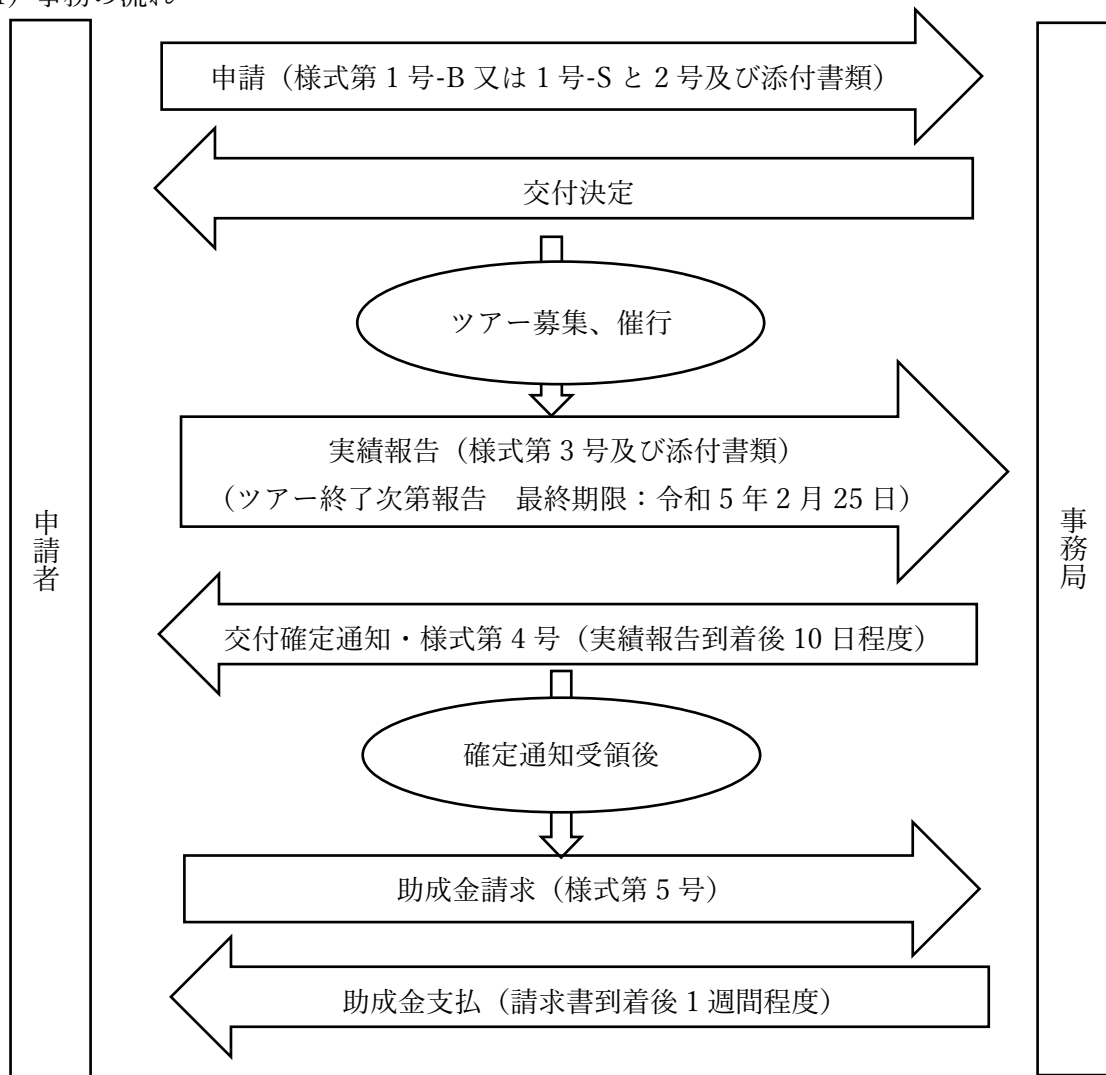 事務の流れ
申請（様式第 1 号-B 又は 1 号-S と 2 号及び添付書類）
交付決定
ツアー募集、催行
実績報告（様式第 3 号及び添付書類）
（ツアー終了次第報告　最終期限：令和 5 年 2 月 25 日）
申請者
事務局
交付確定通知・様式第 4 号（実績報告到着後 10 日程度）
確定通知受領後
助成金請求（様式第 5 号）
助成金支払（請求書到着後 1 週間程度）